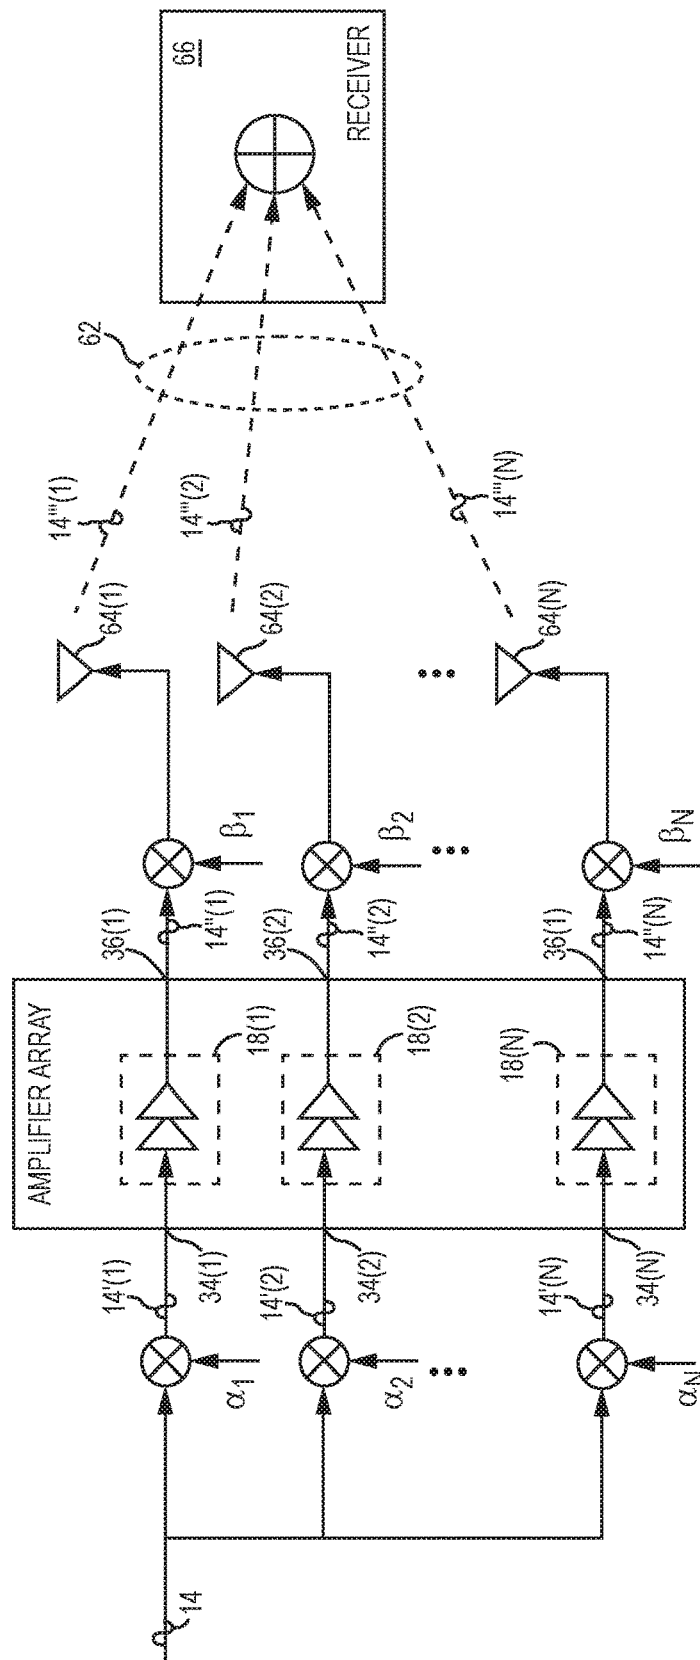 14
α1
α2
αN
14'(1)
14'(2)
14'(N)
34(1)
34(2)
34(N)
AMPLIFIER ARRAY
18(1)
18(2)
18(N)
36(1)
36(2)
36(1)
14"(1)
14"(2)
14"(N)
β1
β2
βN
64(1)
64(2)
64(N)
14'''(1)
14'''(2)
14'''(N)
62
66
RECEIVER